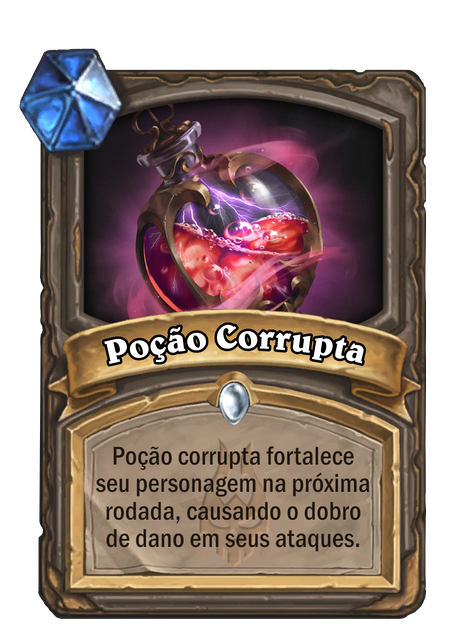 Poção Corrupta
Poção corrupta fortalece
seu personagem na próxima
rodada, causando o dobro
de dano em seus ataques.